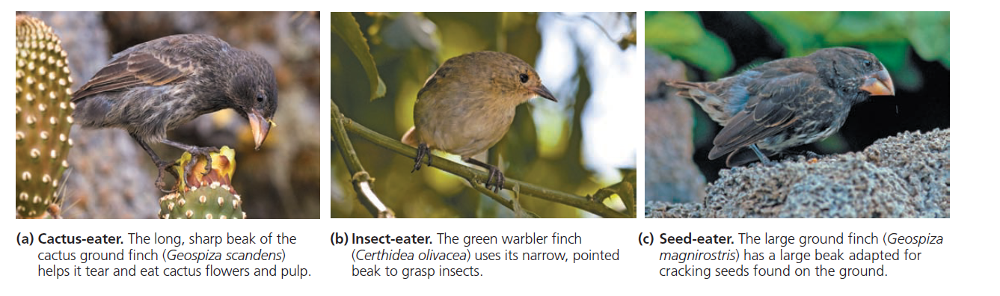 (a) Cactus-eater. The long, sharp beak of the
cactus ground finch (Geospiza scandens)
helps it tear and eat cactus flowers and pulp.
(b) Insect-eater. The green warbler finch
(Certhidea olivacea) uses its narrow, pointed
beak to grasp insects.
(c) Seed-eater. The large ground finch (Geospiza
magnirostris) has a large beak adapted for
cracking seeds found on the ground.